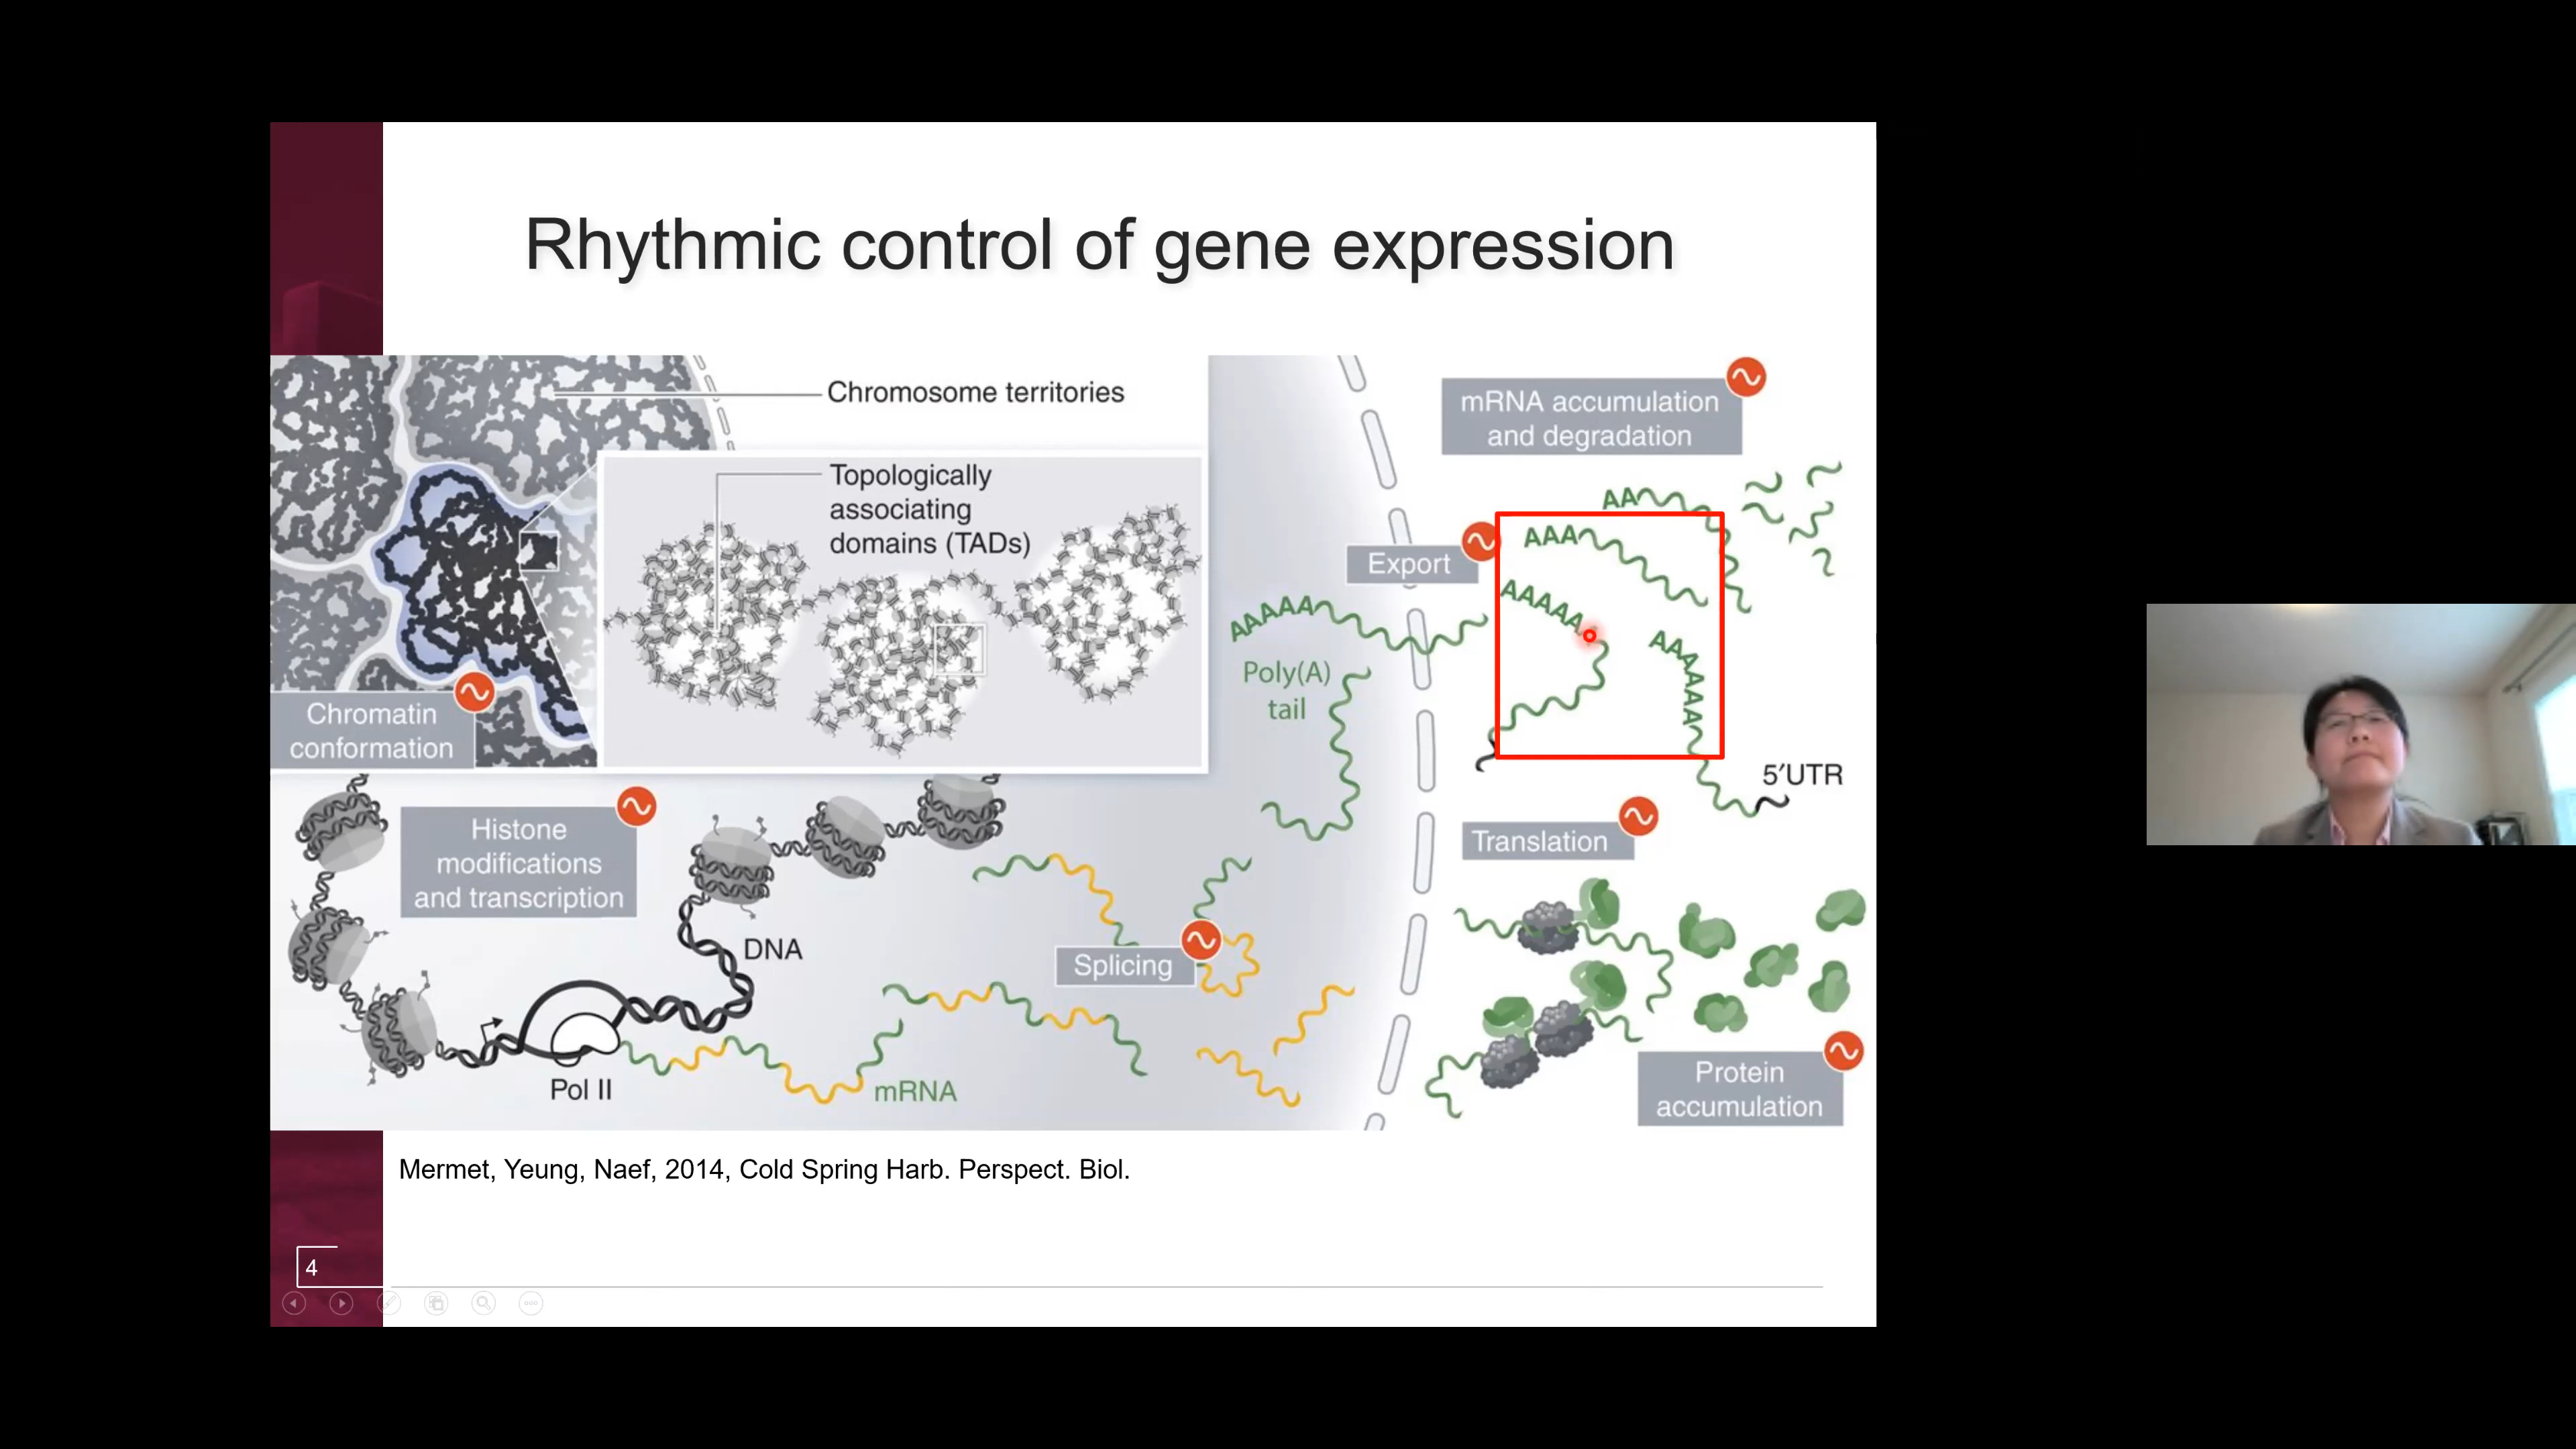 Rhythmic control of gene expression
Chromosome territories
Topologically
associating
domains (TADs)
Chromatin
conformation
Histone
modifications
and transcription
DNA
Pol II
mRNA
Splicing
Poly(A)
tail
AAAAA
Export
mRNA accumulation
and degradation
AA
AAA
AAAAA
AAAAAA
5′UTR
Translation
Protein
accumulation
Mermet, Yeung, Naef, 2014, Cold Spring Harb. Perspect. Biol.
4